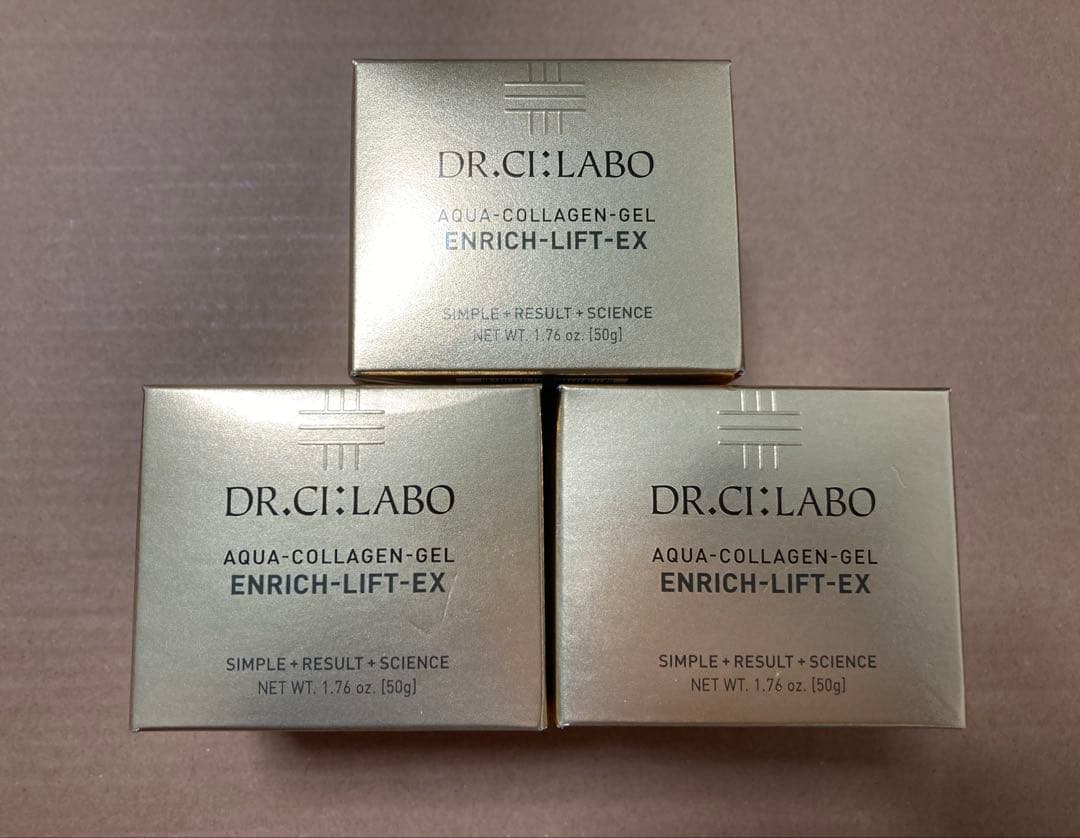 DR.CI:LABO
AQUA-COLLAGEN-GEL
ENRICH-LIFT-EX
SIMPLE+RESULT+SCIENCE
NET WT. 1.76 oz. [50g]
DR.CI:LABO
AQUA-COLLAGEN-GEL
ENRICH-LIFT-EX
SIMPLE+RESULT+SCIENCE
NET WT. 1.76 oz. [50g]
DR.CI:LABO
AQUA-COLLAGEN-GEL
ENRICH-LIFT-EX
SIMPLE+RESULT+SCIENCE
NET WT. 1.76 oz. [50g]